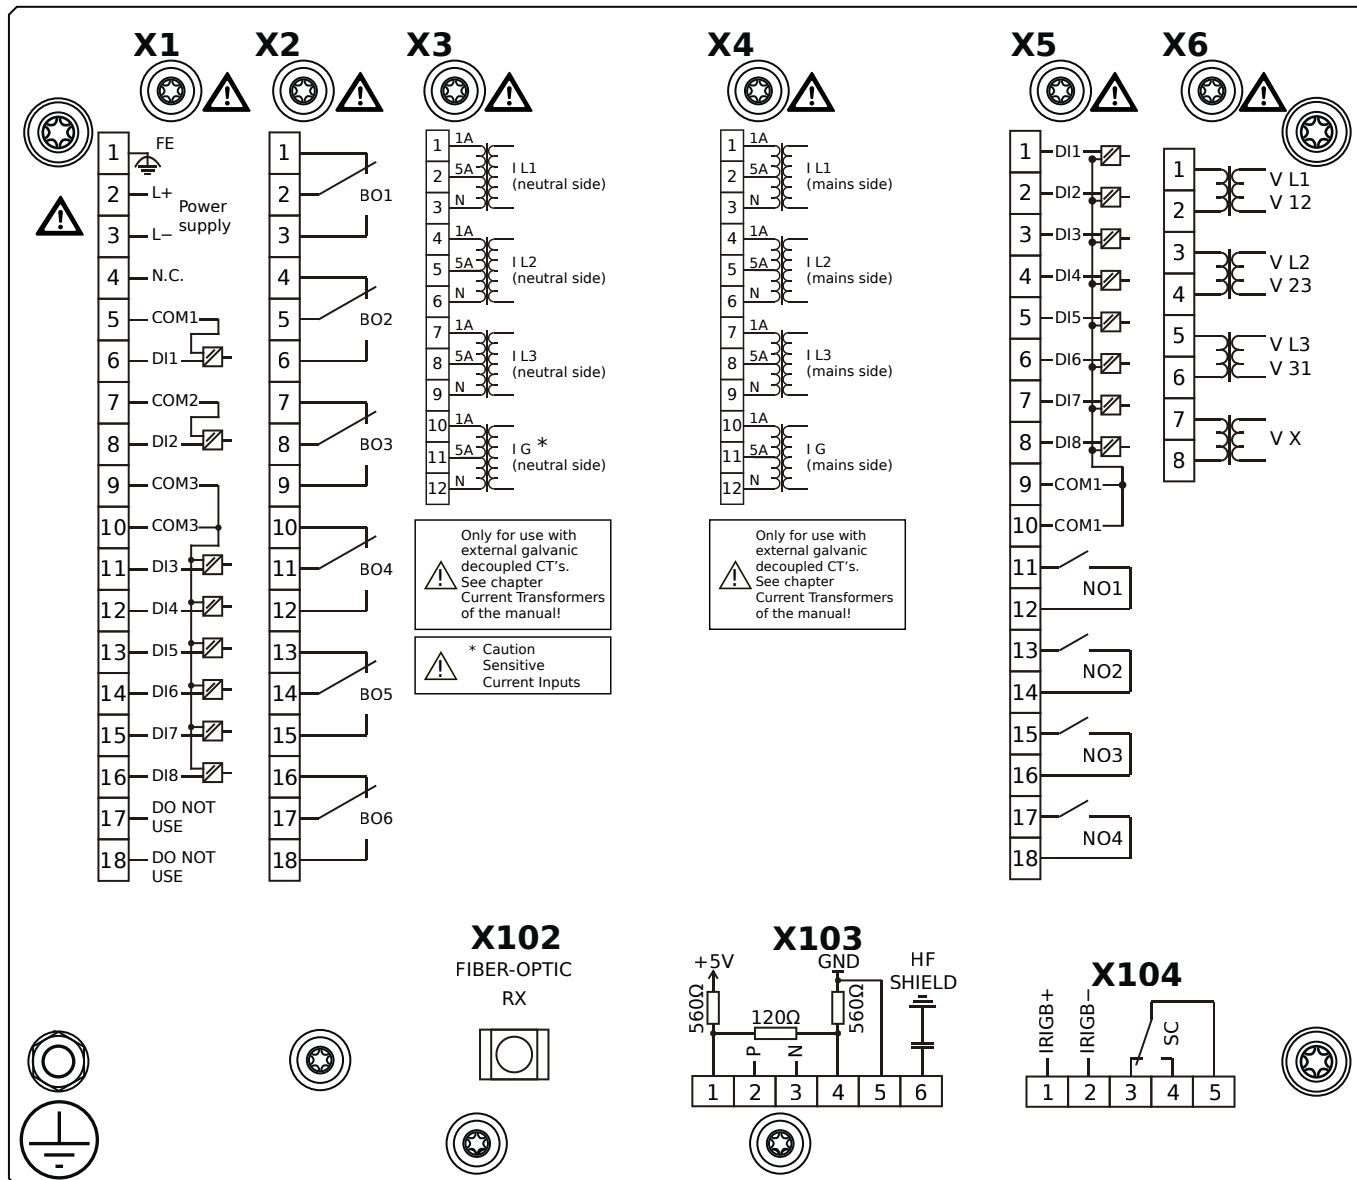 X1
X2
X3
X4
X5
X6
1 FE
2 L+
Power
supply
3 L−
4 N.C.
5 COM1
6 DI1
7 COM2
8 DI2
9 COM3
10 COM3
11 DI3
12 DI4
13 DI5
14 DI6
15 DI7
16 DI8
17 DO NOT
USE
18 DO NOT
USE
1
2 BO1
3
4
5 BO2
6
7
8 BO3
9
10
11 BO4
12
13
14 BO5
15
16
17 BO6
18
1 1A
2 5A I L1
(neutral side)
3 N
4 1A
5 5A I L2
(neutral side)
6 N
7 1A
8 5A I L3
(neutral side)
9 N
10 1A
11 5A I G *
(neutral side)
12 N
Only for use with
external galvanic
decoupled CT's.
See chapter
Current Transformers
of the manual!
* Caution
Sensitive
Current Inputs
1 1A
2 5A I L1
(mains side)
3 N
4 1A
5 5A I L2
(mains side)
6 N
7 1A
8 5A I L3
(mains side)
9 N
10 1A
11 5A I G
(mains side)
12 N
Only for use with
external galvanic
decoupled CT's.
See chapter
Current Transformers
of the manual!
1 DI1
2 DI2
3 DI3
4 DI4
5 DI5
6 DI6
7 DI7
8 DI8
9 COM1
10 COM1
11
NO1
12
13
NO2
14
15
NO3
16
17
NO4
18
1 V L1
2 V 12
3 V L2
4 V 23
5 V L3
6 V 31
7
V X
8
X102
FIBER-OPTIC
RX
X103
+5V GND HF
SHIELD
560Ω 120Ω 560Ω
P N
1 2 3 4 5 6
X104
IRIGB+ IRIGB− SC
1 2 3 4 5